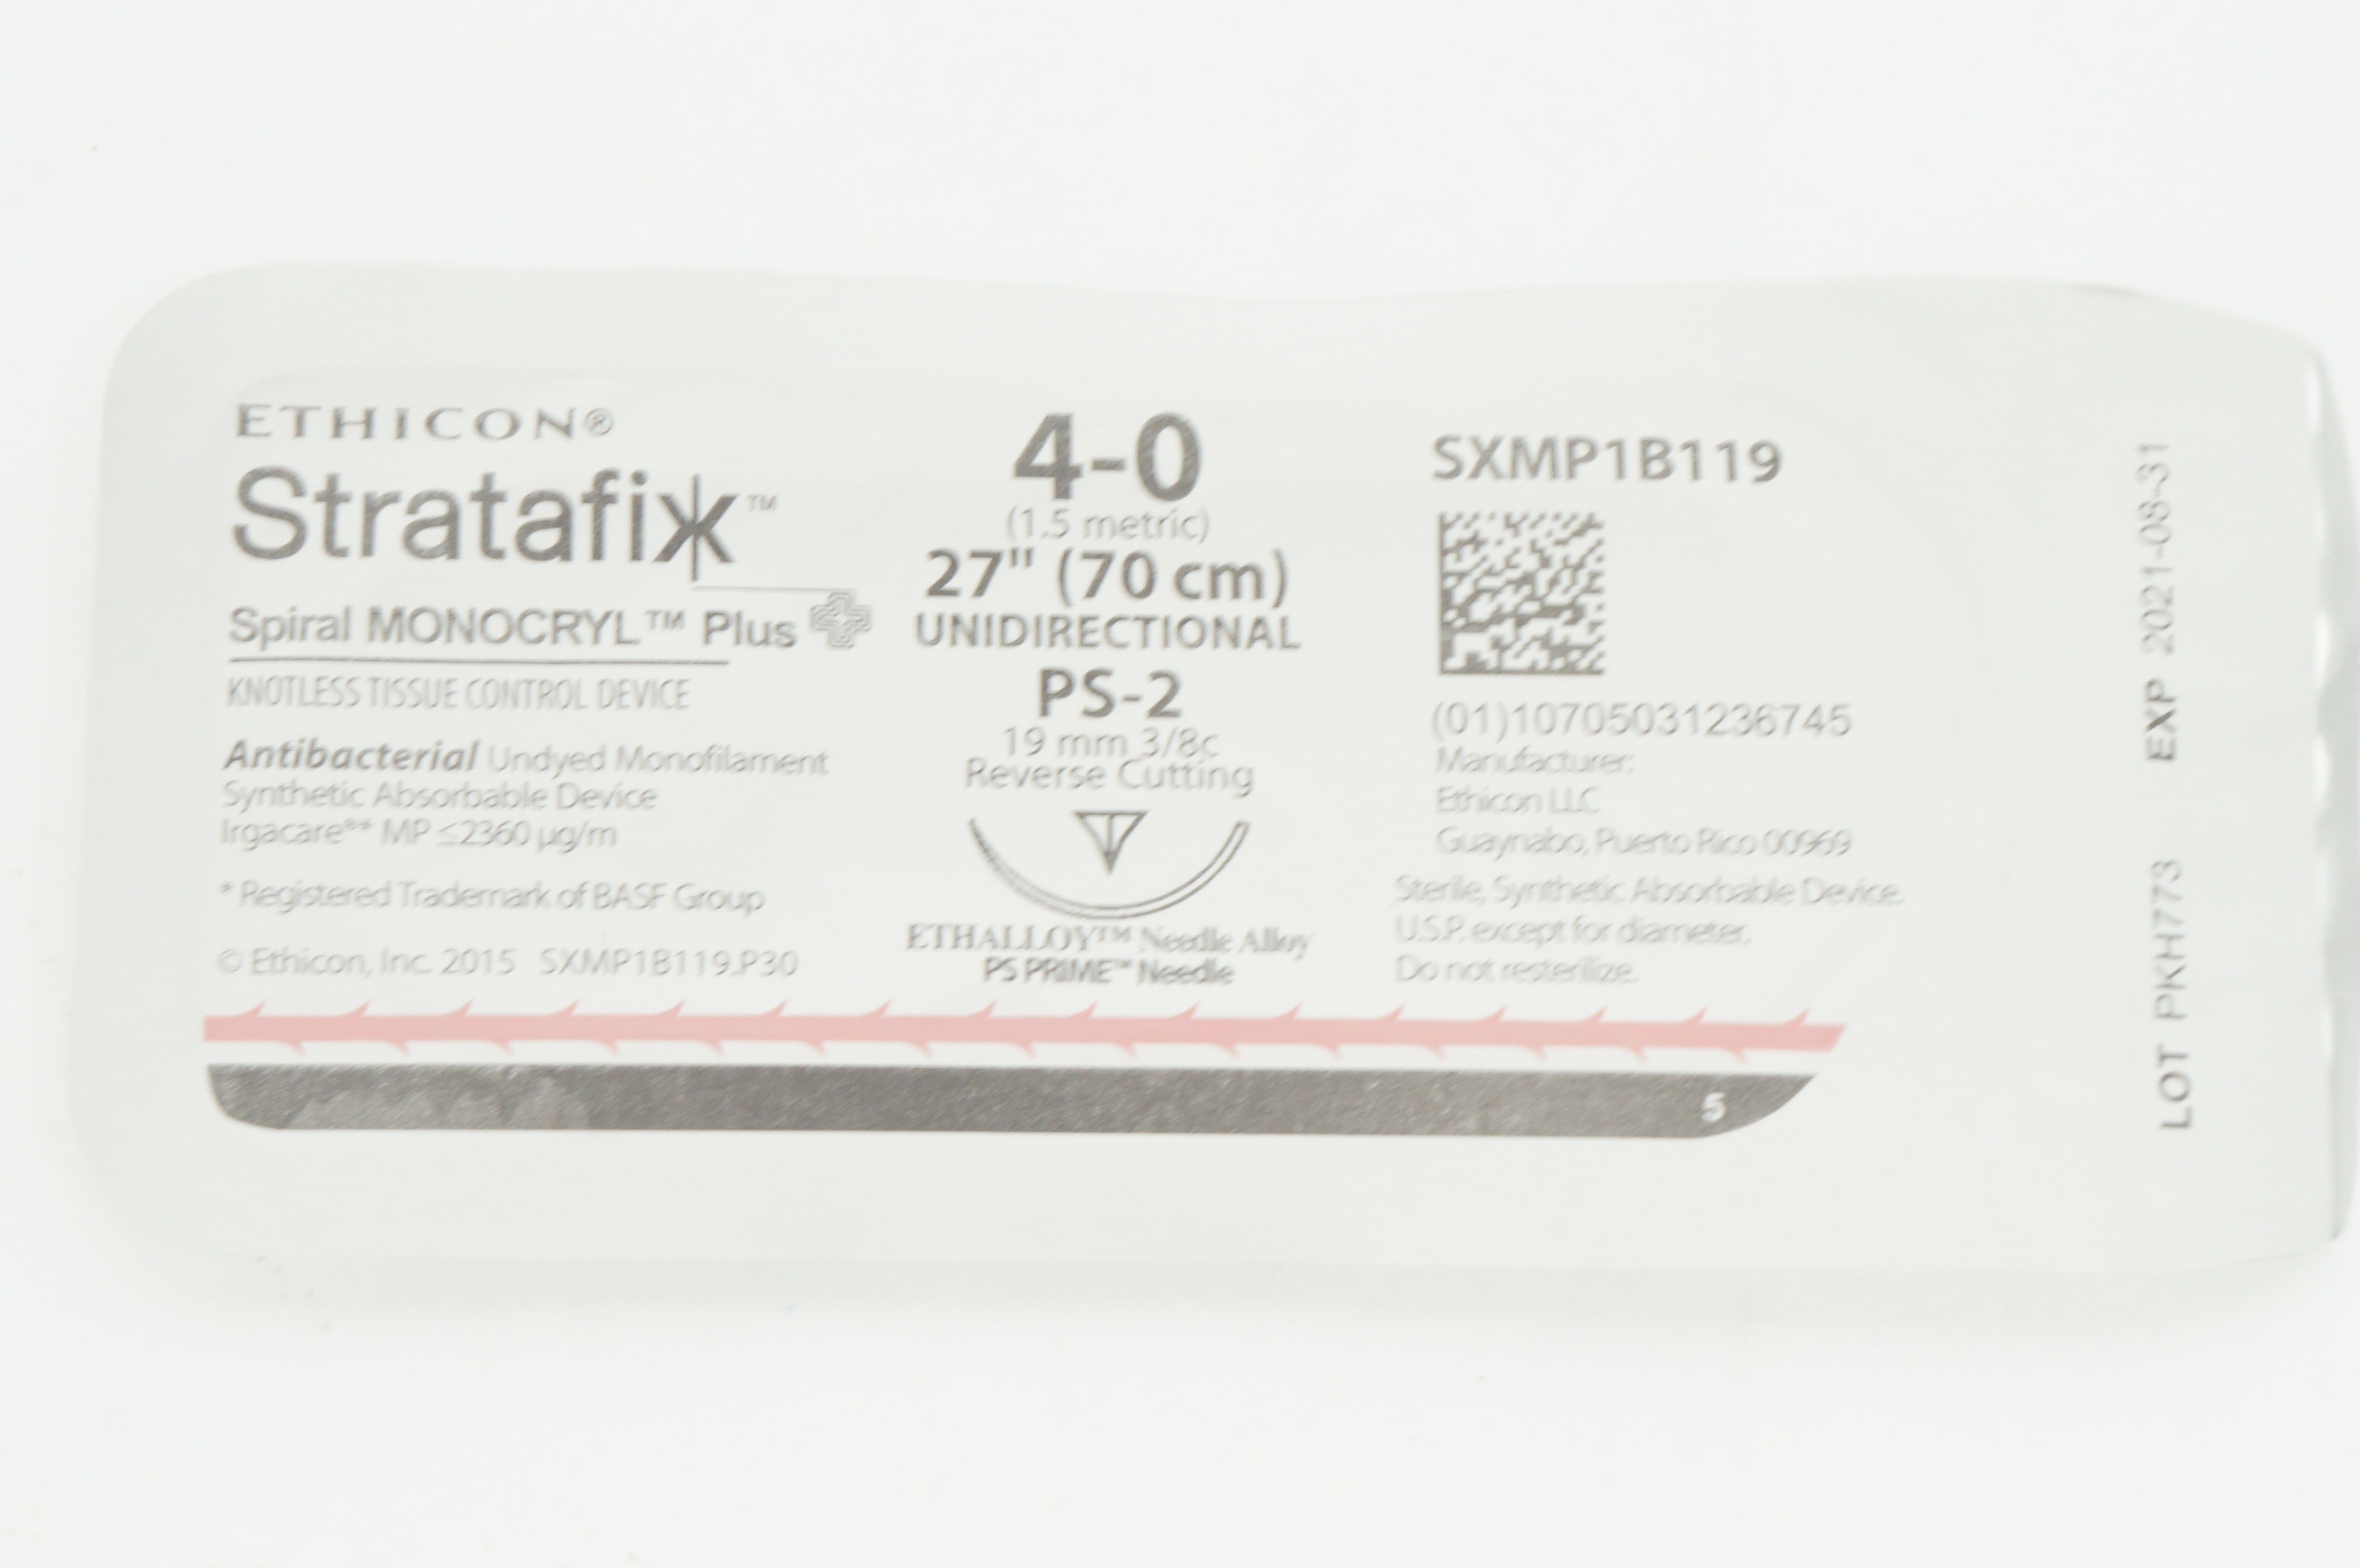 ETHICON®
Stratafix™
Spiral MONOCRYL™ Plus
KNOTLESS TISSUE CONTROL DEVICE
Antibacterial Undyed Monofilament
Synthetic Absorbable Device
Irgacare®* MP ≤2360 µg/m
* Registered Trademark of BASF Group
© Ethicon, Inc. 2015 SXMP1B119.P30
4-0
(1.5 metric)
27" (70 cm)
UNIDIRECTIONAL
PS-2
19 mm 3/8c
Reverse Cutting
ETHALLOY™ Needle Alloy
PS PRIME™ Needle
SXMP1B119
(01)10705031236745
Manufacturer:
Ethicon LLC
Guaynabo, Puerto Rico 00969
Sterile, Synthetic Absorbable Device.
U.S.P. except for diameter.
Do not resterilize.
5
LOT PKH773 EXP 2021-08-31